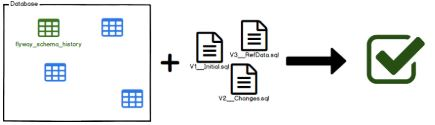 Database
flyway_schema_history
V3__RefData.sql
V1__Initial.sql
V2__Changes.sql